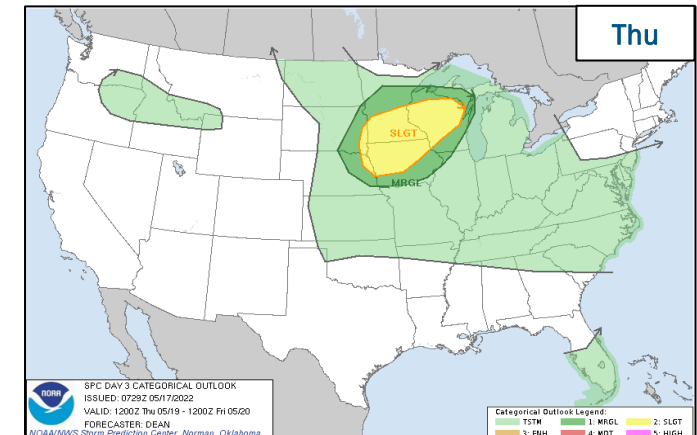 Thu
SLGT
MRGL
NOAA
SPC DAY 3 CATEGORICAL OUTLOOK
ISSUED: 0729Z 05/17/2022
VALID: 1200Z Thu 05/19 - 1200Z Fri 05/20
FORECASTER: DEAN
NOAA/NWS Storm Prediction Center, Norman, Oklahoma
Categorical Outlook Legend:
TSTM 1: MRGL 2: SLGT
3: ENH 4: MDT 5: HIGH